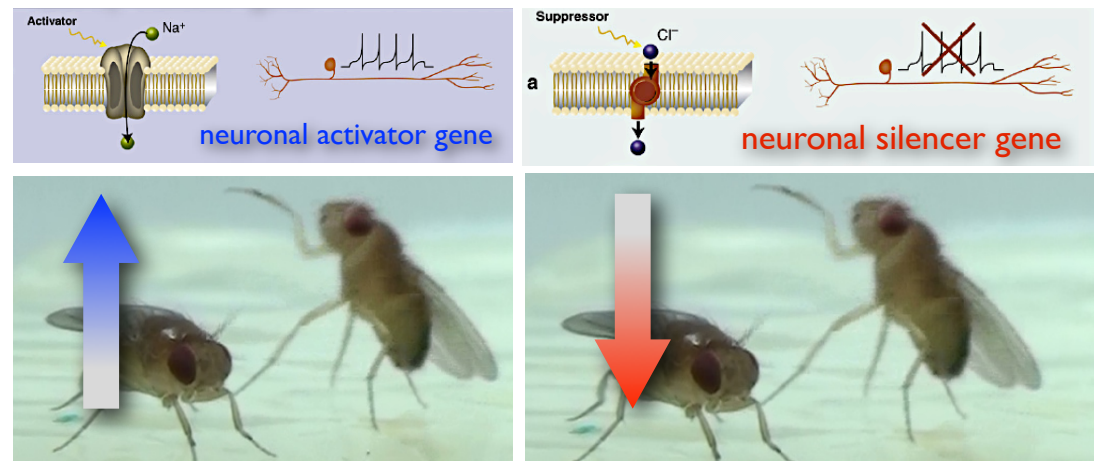 Activator
Na⁺
neuronal activator gene
Suppressor
Cl⁻
a
neuronal silencer gene